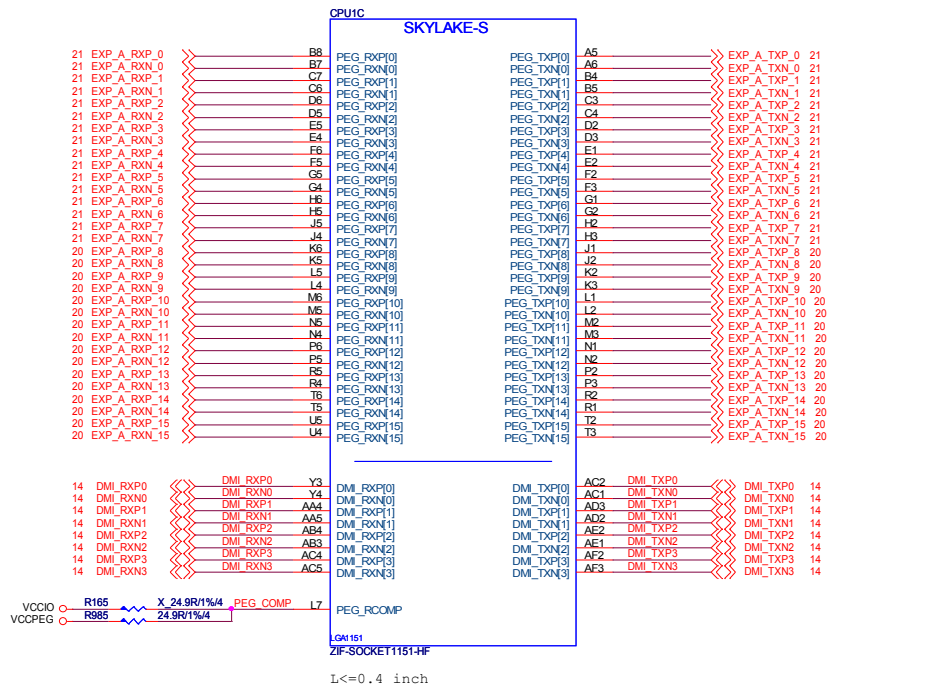 CPU1C
SKYLAKE-S
21 EXP_A_RXP_0 B8 PEG_RXP[0] PEG_TXP[0] A5 EXP_A_TXP_0 21
21 EXP_A_RXN_0 B7 PEG_RXN[0] PEG_TXN[0] A6 EXP_A_TXN_0 21
21 EXP_A_RXP_1 C7 PEG_RXP[1] PEG_TXP[1] B4 EXP_A_TXP_1 21
21 EXP_A_RXN_1 C6 PEG_RXN[1] PEG_TXN[1] B5 EXP_A_TXN_1 21
21 EXP_A_RXP_2 D6 PEG_RXP[2] PEG_TXP[2] C3 EXP_A_TXP_2 21
21 EXP_A_RXN_2 D5 PEG_RXN[2] PEG_TXN[2] C4 EXP_A_TXN_2 21
21 EXP_A_RXP_3 E5 PEG_RXP[3] PEG_TXP[3] D2 EXP_A_TXP_3 21
21 EXP_A_RXN_3 E4 PEG_RXN[3] PEG_TXN[3] D3 EXP_A_TXN_3 21
21 EXP_A_RXP_4 F6 PEG_RXP[4] PEG_TXP[4] E1 EXP_A_TXP_4 21
21 EXP_A_RXN_4 F5 PEG_RXN[4] PEG_TXN[4] E2 EXP_A_TXN_4 21
21 EXP_A_RXP_5 G5 PEG_RXP[5] PEG_TXP[5] F2 EXP_A_TXP_5 21
21 EXP_A_RXN_5 G4 PEG_RXN[5] PEG_TXN[5] F3 EXP_A_TXN_5 21
21 EXP_A_RXP_6 H6 PEG_RXP[6] PEG_TXP[6] G1 EXP_A_TXP_6 21
21 EXP_A_RXN_6 H5 PEG_RXN[6] PEG_TXN[6] G2 EXP_A_TXN_6 21
21 EXP_A_RXP_7 J5 PEG_RXP[7] PEG_TXP[7] H2 EXP_A_TXP_7 21
21 EXP_A_RXN_7 J4 PEG_RXN[7] PEG_TXN[7] H3 EXP_A_TXN_7 21
20 EXP_A_RXP_8 K6 PEG_RXP[8] PEG_TXP[8] J1 EXP_A_TXP_8 20
20 EXP_A_RXN_8 K5 PEG_RXN[8] PEG_TXN[8] J2 EXP_A_TXN_8 20
20 EXP_A_RXP_9 L5 PEG_RXP[9] PEG_TXP[9] K2 EXP_A_TXP_9 20
20 EXP_A_RXN_9 L4 PEG_RXN[9] PEG_TXN[9] K3 EXP_A_TXN_9 20
20 EXP_A_RXP_10 M6 PEG_RXP[10] PEG_TXP[10] L1 EXP_A_TXP_10 20
20 EXP_A_RXN_10 M5 PEG_RXN[10] PEG_TXN[10] L2 EXP_A_TXN_10 20
20 EXP_A_RXP_11 N5 PEG_RXP[11] PEG_TXP[11] M2 EXP_A_TXP_11 20
20 EXP_A_RXN_11 N4 PEG_RXN[11] PEG_TXN[11] M3 EXP_A_TXN_11 20
20 EXP_A_RXP_12 P6 PEG_RXP[12] PEG_TXP[12] N1 EXP_A_TXP_12 20
20 EXP_A_RXN_12 P5 PEG_RXN[12] PEG_TXN[12] N2 EXP_A_TXN_12 20
20 EXP_A_RXP_13 R5 PEG_RXP[13] PEG_TXP[13] P2 EXP_A_TXP_13 20
20 EXP_A_RXN_13 R4 PEG_RXN[13] PEG_TXN[13] P3 EXP_A_TXN_13 20
20 EXP_A_RXP_14 T6 PEG_RXP[14] PEG_TXP[14] R2 EXP_A_TXP_14 20
20 EXP_A_RXN_14 T5 PEG_RXN[14] PEG_TXN[14] R1 EXP_A_TXN_14 20
20 EXP_A_RXP_15 U5 PEG_RXP[15] PEG_TXP[15] T2 EXP_A_TXP_15 20
20 EXP_A_RXN_15 U4 PEG_RXN[15] PEG_TXN[15] T3 EXP_A_TXN_15 20
14 DMI_RXP0 DMI_RXP0 Y3 DMI_RXP[0] DMI_TXP[0] AC2 DMI_TXP0 DMI_TXP0 14
14 DMI_RXN0 DMI_RXN0 Y4 DMI_RXN[0] DMI_TXN[0] AC1 DMI_TXN0 DMI_TXN0 14
14 DMI_RXP1 DMI_RXP1 AA4 DMI_RXP[1] DMI_TXP[1] AD3 DMI_TXP1 DMI_TXP1 14
14 DMI_RXN1 DMI_RXN1 AA5 DMI_RXN[1] DMI_TXN[1] AD2 DMI_TXN1 DMI_TXN1 14
14 DMI_RXP2 DMI_RXP2 AB4 DMI_RXP[2] DMI_TXP[2] AE2 DMI_TXP2 DMI_TXP2 14
14 DMI_RXN2 DMI_RXN2 AB3 DMI_RXN[2] DMI_TXN[2] AE1 DMI_TXN2 DMI_TXN2 14
14 DMI_RXP3 DMI_RXP3 AC4 DMI_RXP[3] DMI_TXP[3] AF2 DMI_TXP3 DMI_TXP3 14
14 DMI_RXN3 DMI_RXN3 AC5 DMI_RXN[3] DMI_TXN[3] AF3 DMI_TXN3 DMI_TXN3 14
VCCIO R165 X_24.9R/1%/4 PEG_COMP L7 PEG_RCOMP
VCCPEG R985 24.9R/1%/4
LGA1151
ZIF-SOCKET1151-HF
L<=0.4 inch